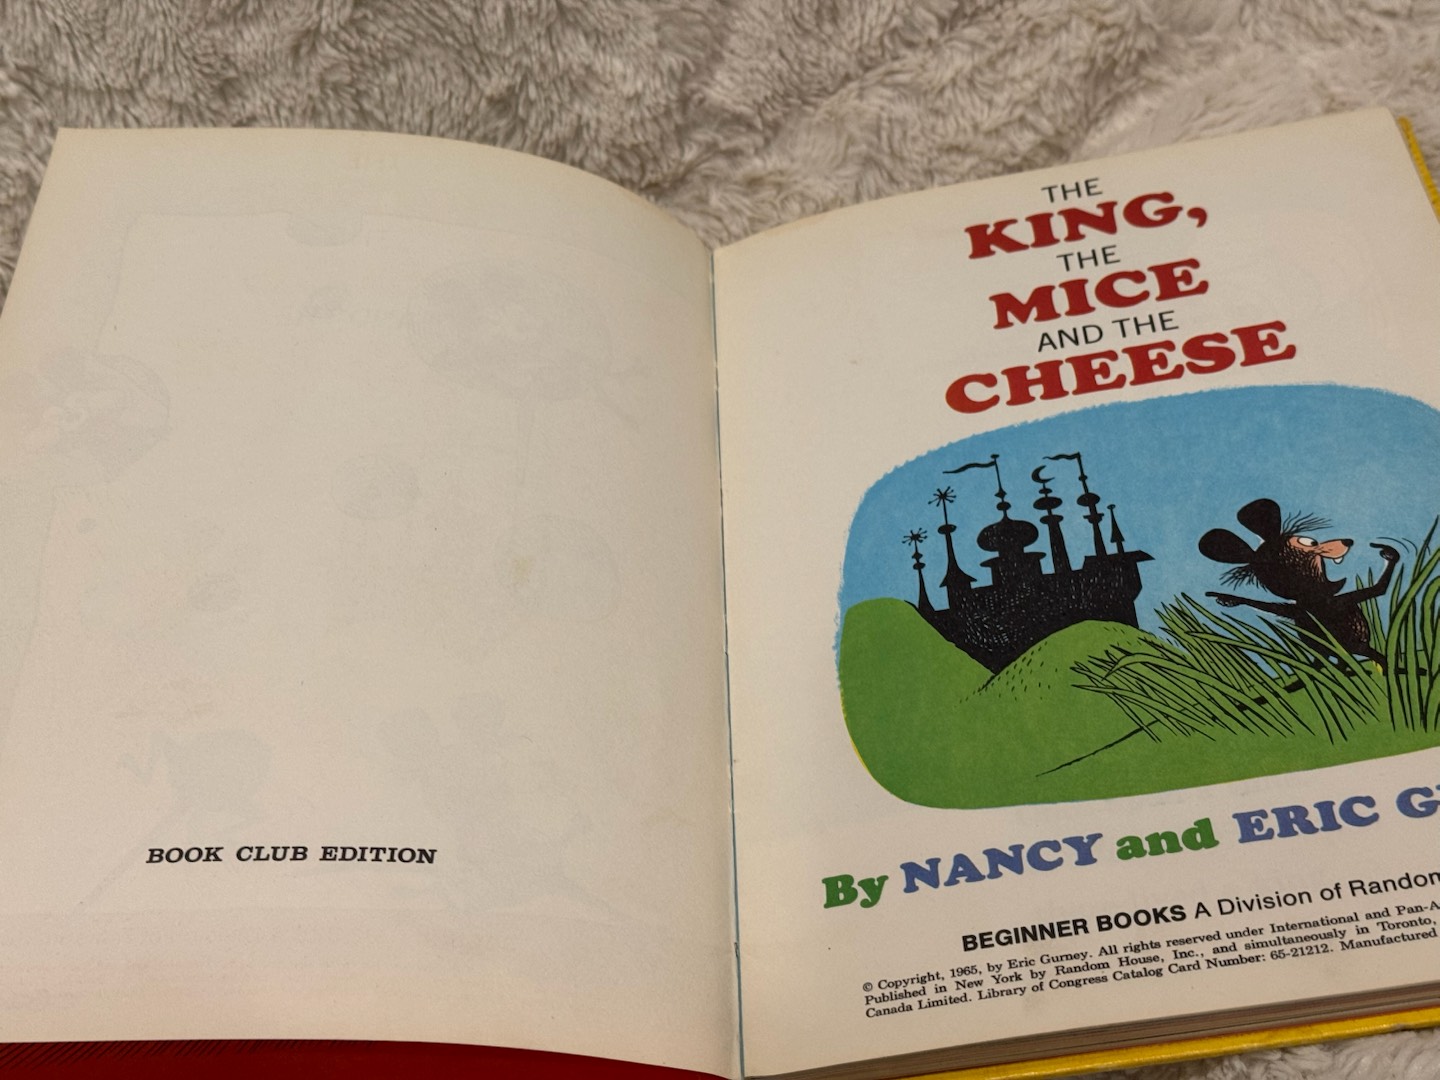 BOOK CLUB EDITION
THE
KING,
THE
MICE
AND THE
CHEESE
By NANCY and ERIC
BEGINNER BOOKS A Division of Random
© Copyright, 1965, by Eric Gurney. All rights reserved under International and
Published in New York by Random House, Inc., and simultaneously in Toronto,
Canada Limited. Library of Congress Catalog Card Number: 65-21212. Manufactured